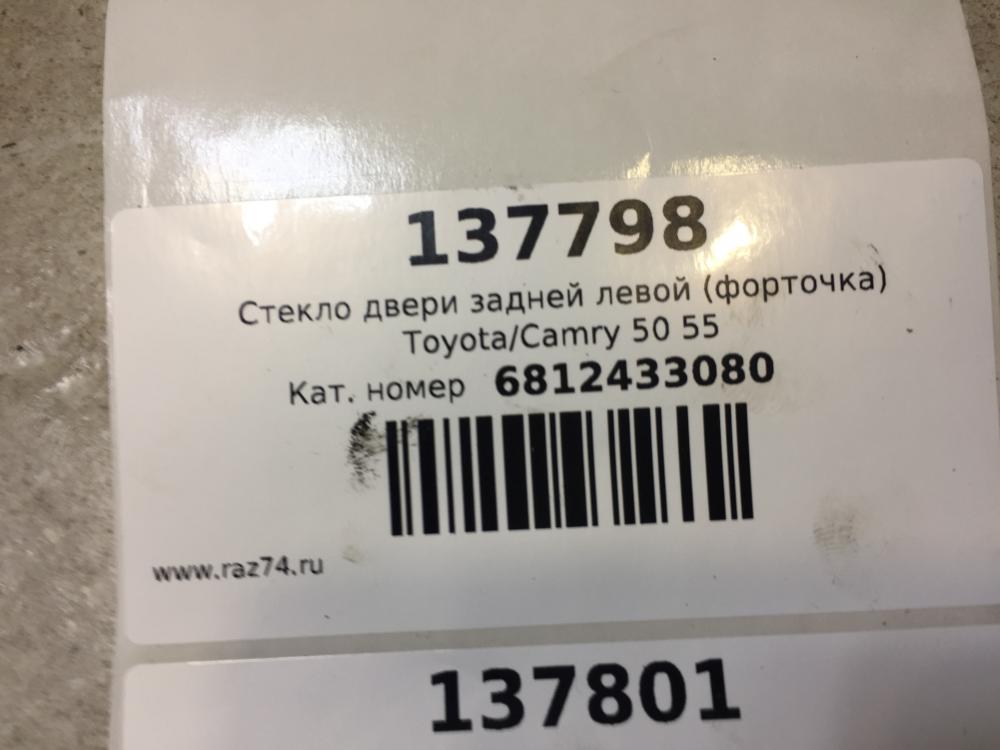 137798
Стекло двери задней левой (форточка)
Toyota/Camry 50 55
Кат. номер 6812433080
www.raz74.ru
137801